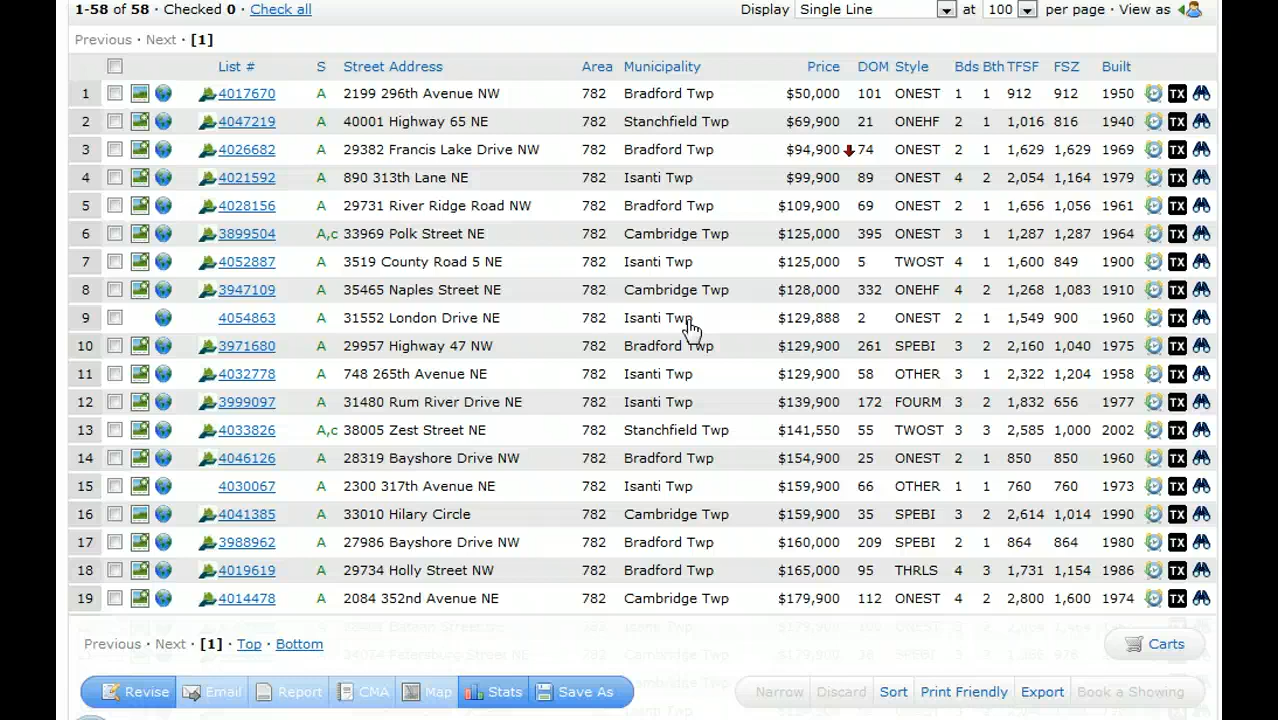 1-58 of 58 · Checked 0 · Check all Display Single Line at 100 per page · View as
Previous · Next · [1]
List # S Street Address Area Municipality Price DOM Style Bds Bth TFSF FSZ Built
1 4017670 A 2199 296th Avenue NW 782 Bradford Twp $50,000 101 ONEST 1 1 912 912 1950 TX
2 4047219 A 40001 Highway 65 NE 782 Stanchfield Twp $69,900 21 ONEHF 2 1 1,016 816 1940 TX
3 4026682 A 29382 Francis Lake Drive NW 782 Bradford Twp $94,900 74 ONEST 2 1 1,629 1,629 1969 TX
4 4021592 A 890 313th Lane NE 782 Isanti Twp $99,900 89 ONEST 4 2 2,054 1,164 1979 TX
5 4028156 A 29731 River Ridge Road NW 782 Bradford Twp $109,900 69 ONEST 2 1 1,656 1,056 1961 TX
6 3899504 A,c 33969 Polk Street NE 782 Cambridge Twp $125,000 395 ONEST 3 1 1,287 1,287 1964 TX
7 4052887 A 3519 County Road 5 NE 782 Isanti Twp $125,000 5 TWOST 4 1 1,600 849 1900 TX
8 3947109 A 35465 Naples Street NE 782 Cambridge Twp $128,000 332 ONEHF 4 2 1,268 1,083 1910 TX
9 4054863 A 31552 London Drive NE 782 Isanti Twp $129,888 2 ONEST 2 1 1,549 900 1960 TX
10 3971680 A 29957 Highway 47 NW 782 Bradford Twp $129,900 261 SPEBI 3 2 2,160 1,040 1975 TX
11 4032778 A 748 265th Avenue NE 782 Isanti Twp $129,900 58 OTHER 3 1 2,322 1,204 1958 TX
12 3999097 A 31480 Rum River Drive NE 782 Isanti Twp $139,900 172 FOURM 3 2 1,832 656 1977 TX
13 4033826 A,c 38005 Zest Street NE 782 Stanchfield Twp $141,550 55 TWOST 3 3 2,585 1,000 2002 TX
14 4046126 A 28319 Bayshore Drive NW 782 Bradford Twp $154,900 25 ONEST 2 1 850 850 1960 TX
15 4030067 A 2300 317th Avenue NE 782 Isanti Twp $159,900 66 OTHER 1 1 760 760 1973 TX
16 4041385 A 33010 Hilary Circle 782 Cambridge Twp $159,900 35 SPEBI 3 2 2,614 1,014 1990 TX
17 3988962 A 27986 Bayshore Drive NW 782 Bradford Twp $160,000 209 SPEBI 2 1 864 864 1980 TX
18 4019619 A 29734 Holly Street NW 782 Bradford Twp $165,000 95 THRLS 4 3 1,731 1,154 1986 TX
19 4014478 A 2084 352nd Avenue NE 782 Cambridge Twp $179,900 112 ONEST 4 2 2,800 1,600 1974 TX
Previous · Next · [1] · Top · Bottom Carts
Revise Email Report CMA Map Stats Save As Narrow Discard Sort Print Friendly Export Book a Showing